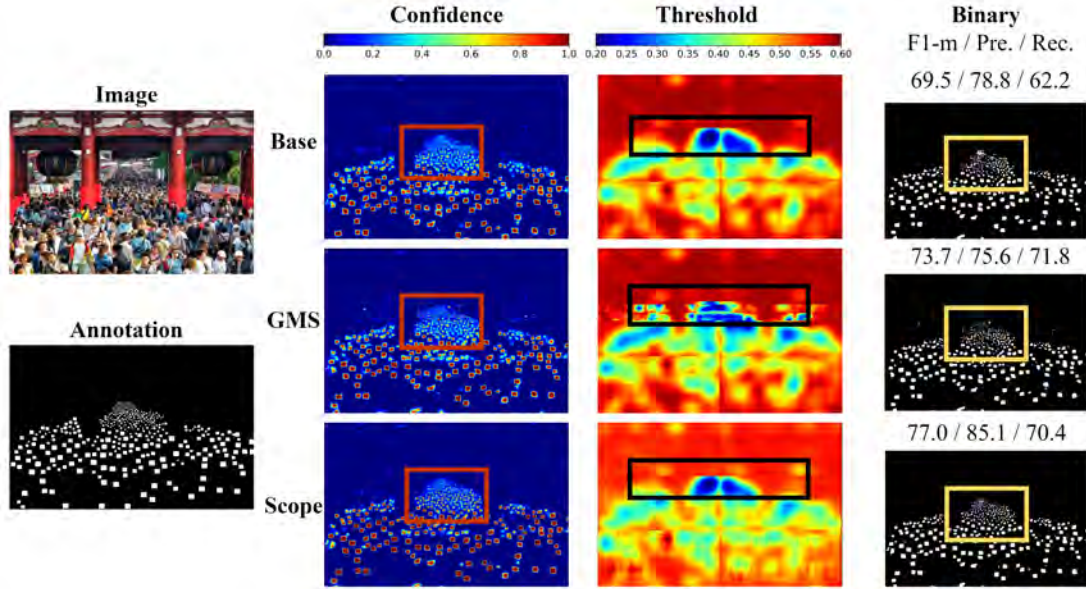 Confidence
Threshold
Binary
F1-m / Pre. / Rec.
0.0 0.2 0.4 0.6 0.8 1.0
0.20 0.25 0.30 0.35 0.40 0.45 0.50 0.55 0.60
69.5 / 78.8 / 62.2
Image
Base
73.7 / 75.6 / 71.8
GMS
Annotation
77.0 / 85.1 / 70.4
Scope